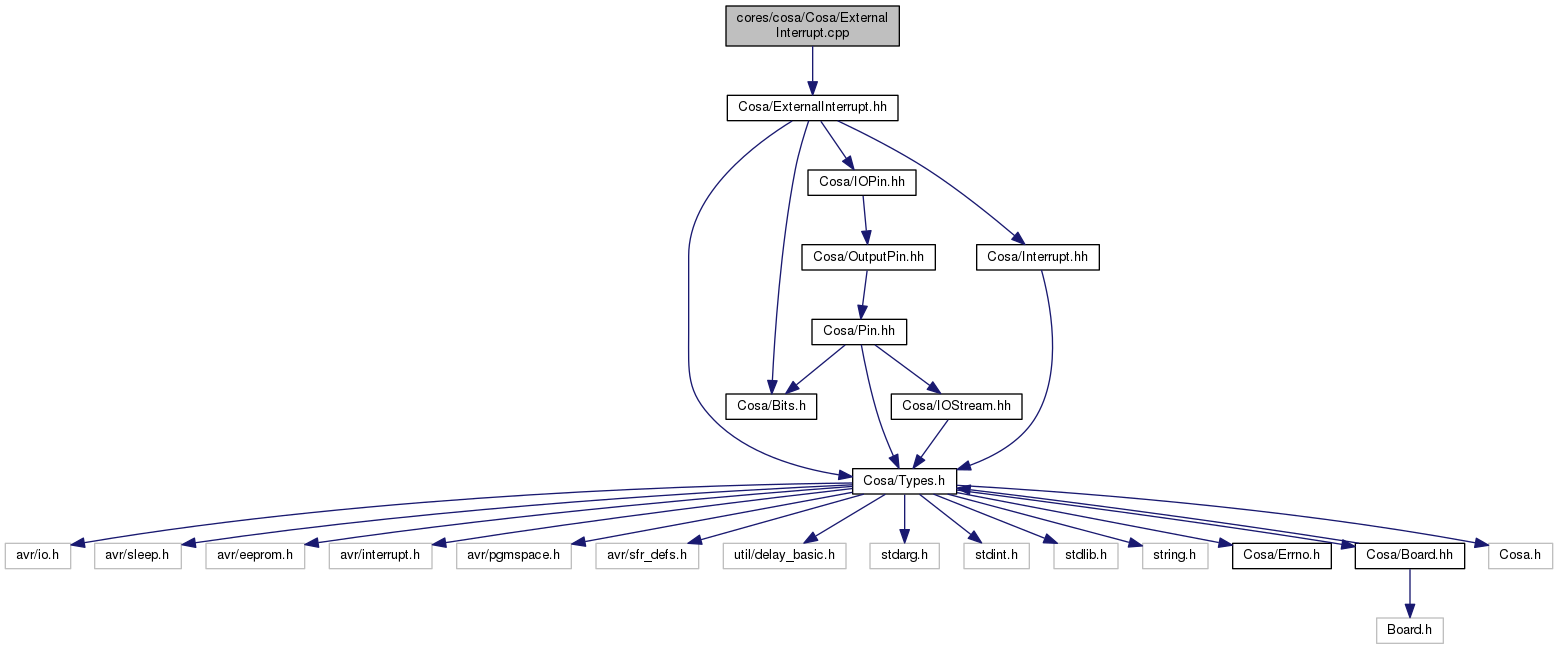 cores/cosa/Cosa/External
Interrupt.cpp
Cosa/ExternalInterrupt.hh
Cosa/IOPin.hh
Cosa/OutputPin.hh
Cosa/Interrupt.hh
Cosa/Pin.hh
Cosa/Bits.h
Cosa/IOStream.hh
Cosa/Types.h
avr/io.h
avr/sleep.h
avr/eeprom.h
avr/interrupt.h
avr/pgmspace.h
avr/sfr_defs.h
util/delay_basic.h
stdarg.h
stdint.h
stdlib.h
string.h
Cosa/Errno.h
Cosa/Board.hh
Cosa.h
Board.h